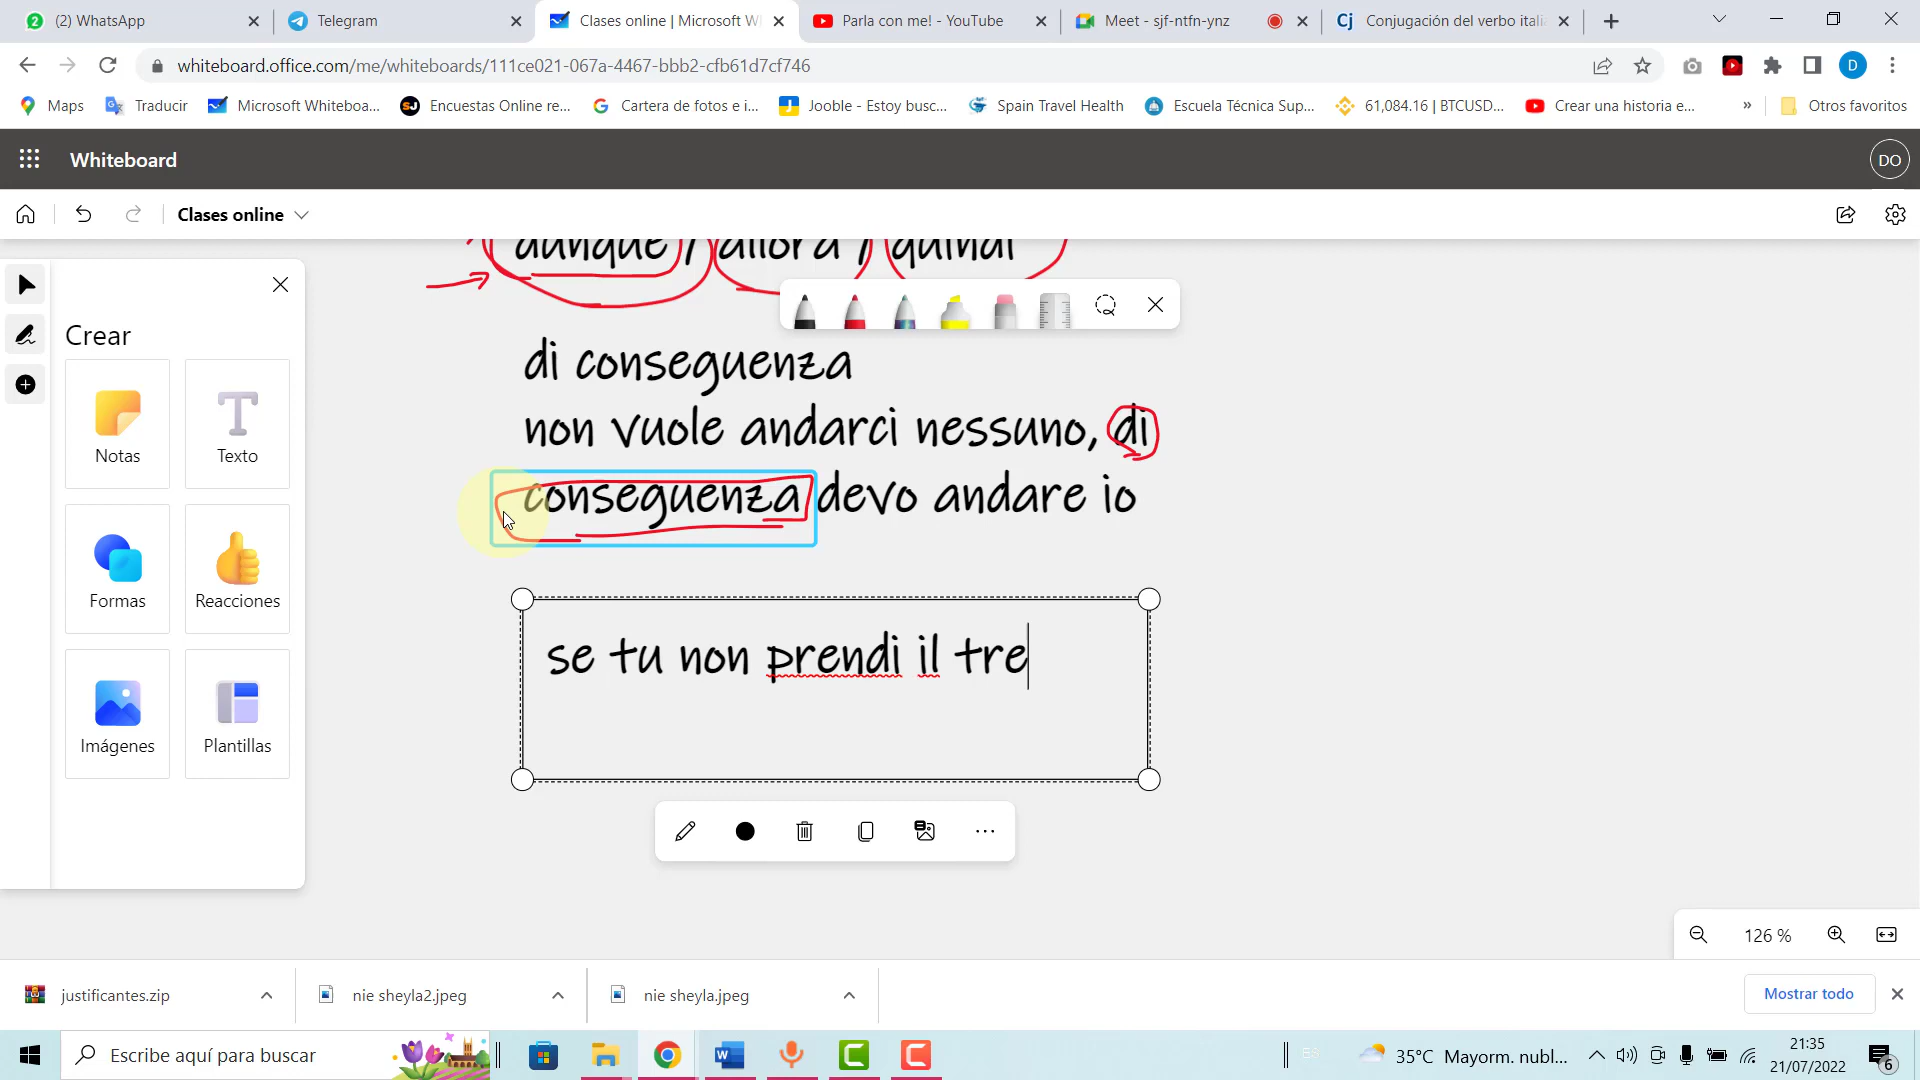 (2) WhatsApp
Telegram
Clases online | Microsoft W
Parla con me! - YouTube
Meet - sjf-ntfn-ynz
Cj
Conjugación del verbo itali
whiteboard.office.com/me/whiteboards/111ce021-067a-4467-bbb2-cfb61d7cf746
D
Maps
Traducir
Microsoft Whiteboa...
Encuestas Online re...
Cartera de fotos e i...
Jooble - Estoy busc...
Spain Travel Health
Escuela Técnica Sup...
61,084.16 | BTCUSD...
Crear una historia e...
»
Otros favoritos
Whiteboard
DO
Clases online
aunque / allora / quindi
Crear
Notas
Texto
Formas
Reacciones
Imágenes
Plantillas
di conseguenza
non vuole andarci nessuno, di
conseguenza devo andare io
se tu non prendi il tre
126 %
justificantes.zip
nie sheyla2.jpeg
nie sheyla.jpeg
Mostrar todo
Escribe aquí para buscar
35°C Mayorm. nubl...
21:35
21/07/2022
6